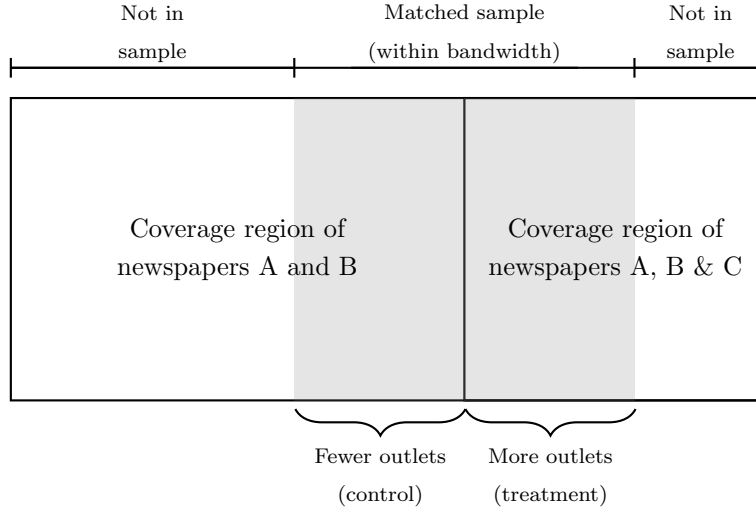 Not in
sample
Matched sample
(within bandwidth)
Not in
sample
Coverage region of
newspapers A and B
Coverage region of
newspapers A, B & C
Fewer outlets
(control)
More outlets
(treatment)